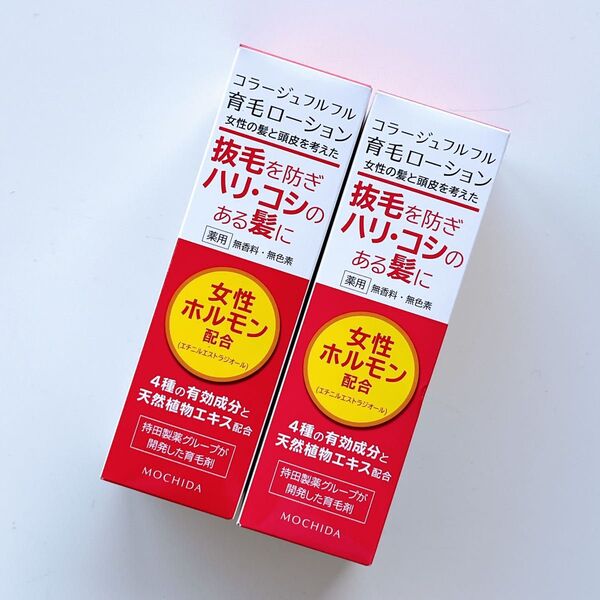 コラージュフルフル
育毛ローション
女性の髪と頭皮を考えた
抜毛を防ぎ
ハリ・コシの
ある髪に
薬用 無香料・無色素
女性
ホルモン
配合
(エチニルエストラジオール)
4種の有効成分と
天然植物エキス配合
持田製薬グループが
開発した育毛剤
MOCHIDA
コラージュフルフル
育毛ローション
女性の髪と頭皮を考えた
抜毛を防ぎ
ハリ・コシの
ある髪に
薬用 無香料・無色素
女性
ホルモン
配合
(エチニルエストラジオール)
4種の有効成分と
天然植物エキス配合
持田製薬グループが
開発した育毛剤
MOCHIDA